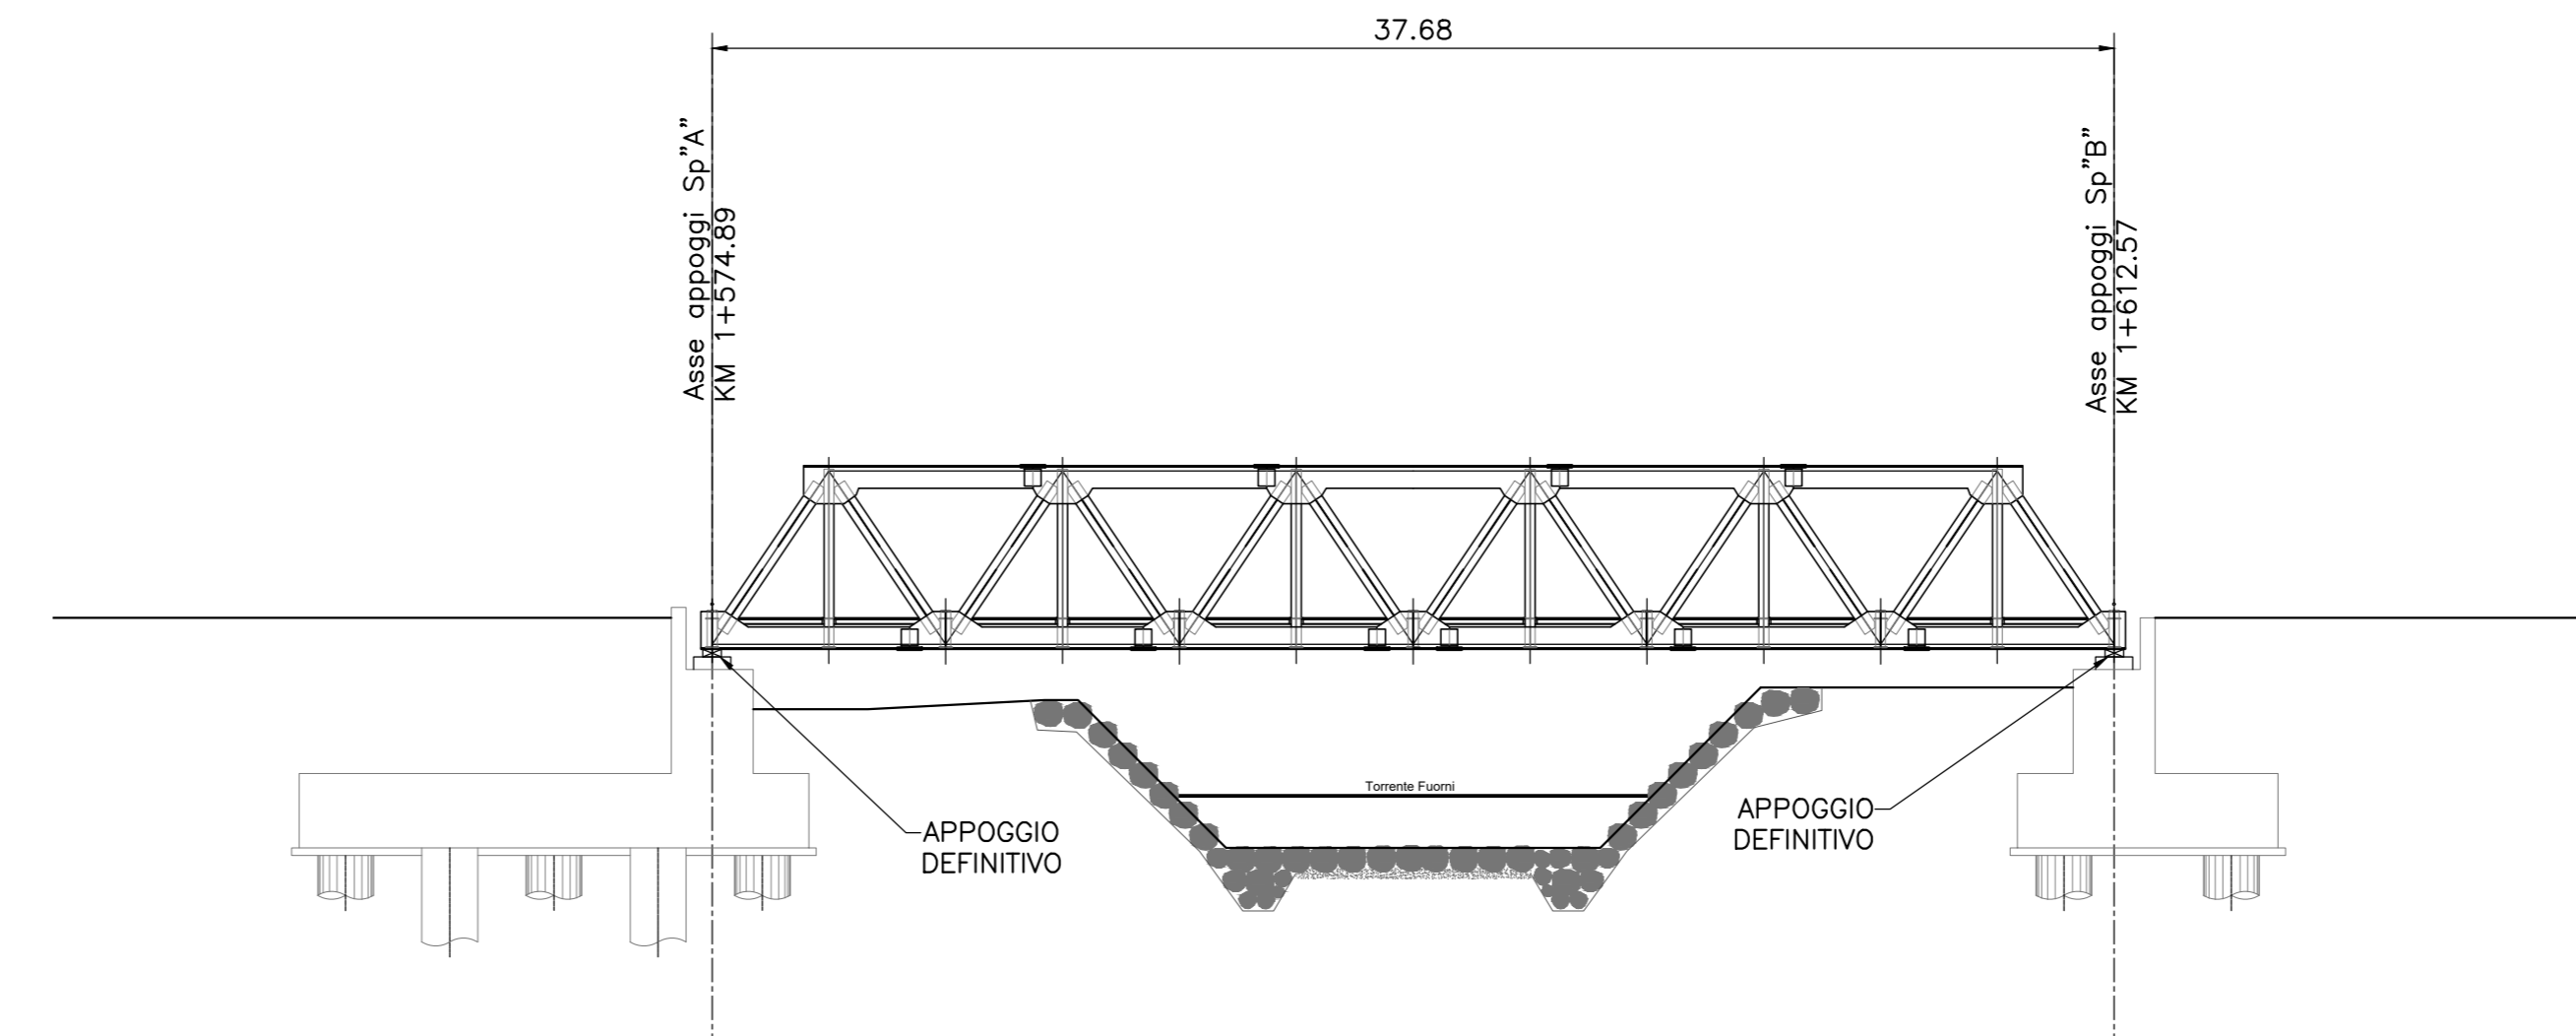 37.68
Asse appoggi Sp"A"
KM 1+574.89
Asse appoggi Sp"B"
KM 1+612.57
Torrente Fuorni
APPOGGIO
DEFINITIVO
APPOGGIO
DEFINITIVO